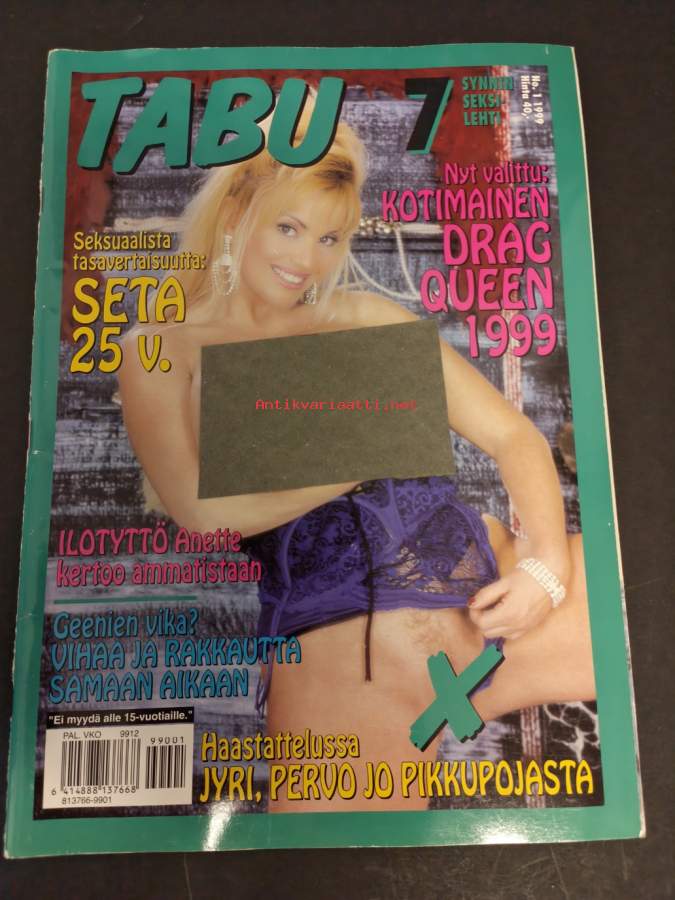 TABU
7
SYNNIN
SEKSI
LEHTI
No. 1 1999
Hinta 40,-
Nyt valittu:
KOTIMAINEN
DRAG
QUEEN
1999
Seksuaalista
tasavertaisuutta:
SETA
25 v.
Antikvariaatti.net
ILOTYTTÖ Anette
kertoo ammatistaan
Geenien vika?
VIHAA JA RAKKAUTTA
SAMAAN AIKAAN
"Ei myydä alle 15-vuotiaille."
PAL. VKO 9912
99001
6 414888 137668
813766-9901
Haastattelussa
JYRI, PERVO JO PIKKUPOJASTA